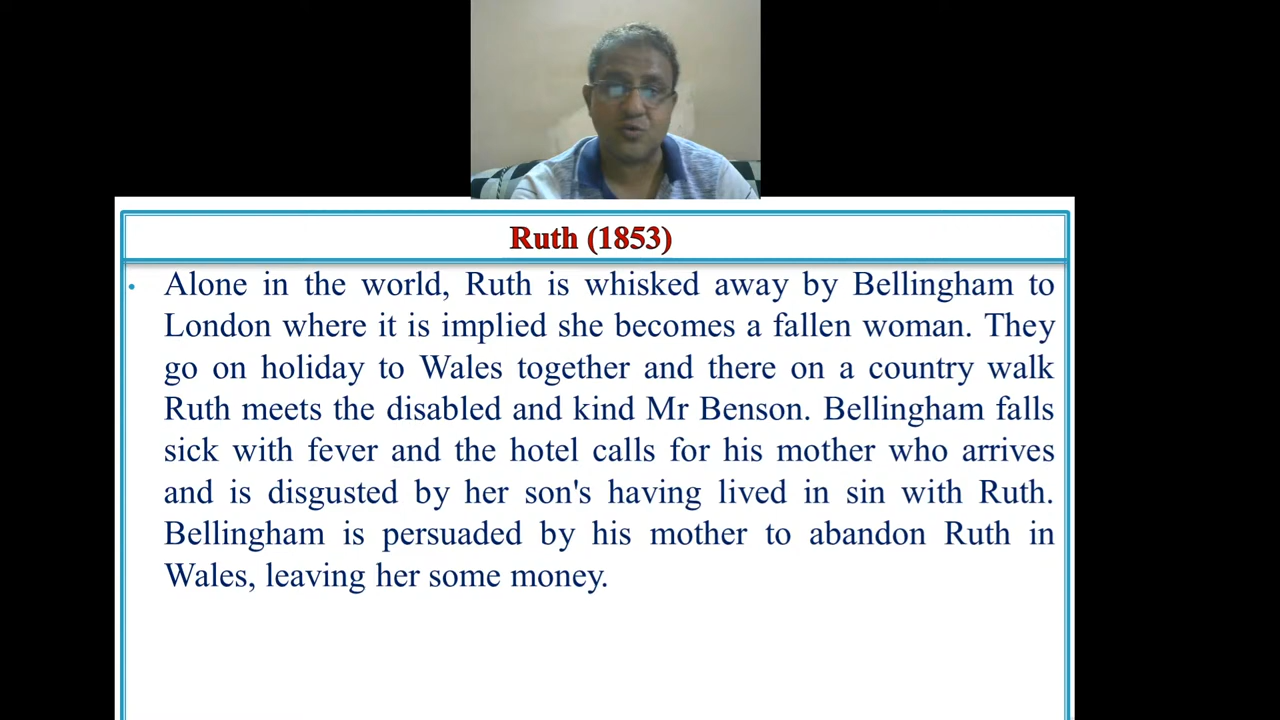 Ruth (1853)
• Alone in the world, Ruth is whisked away by Bellingham to
London where it is implied she becomes a fallen woman. They
go on holiday to Wales together and there on a country walk
Ruth meets the disabled and kind Mr Benson. Bellingham falls
sick with fever and the hotel calls for his mother who arrives
and is disgusted by her son's having lived in sin with Ruth.
Bellingham is persuaded by his mother to abandon Ruth in
Wales, leaving her some money.